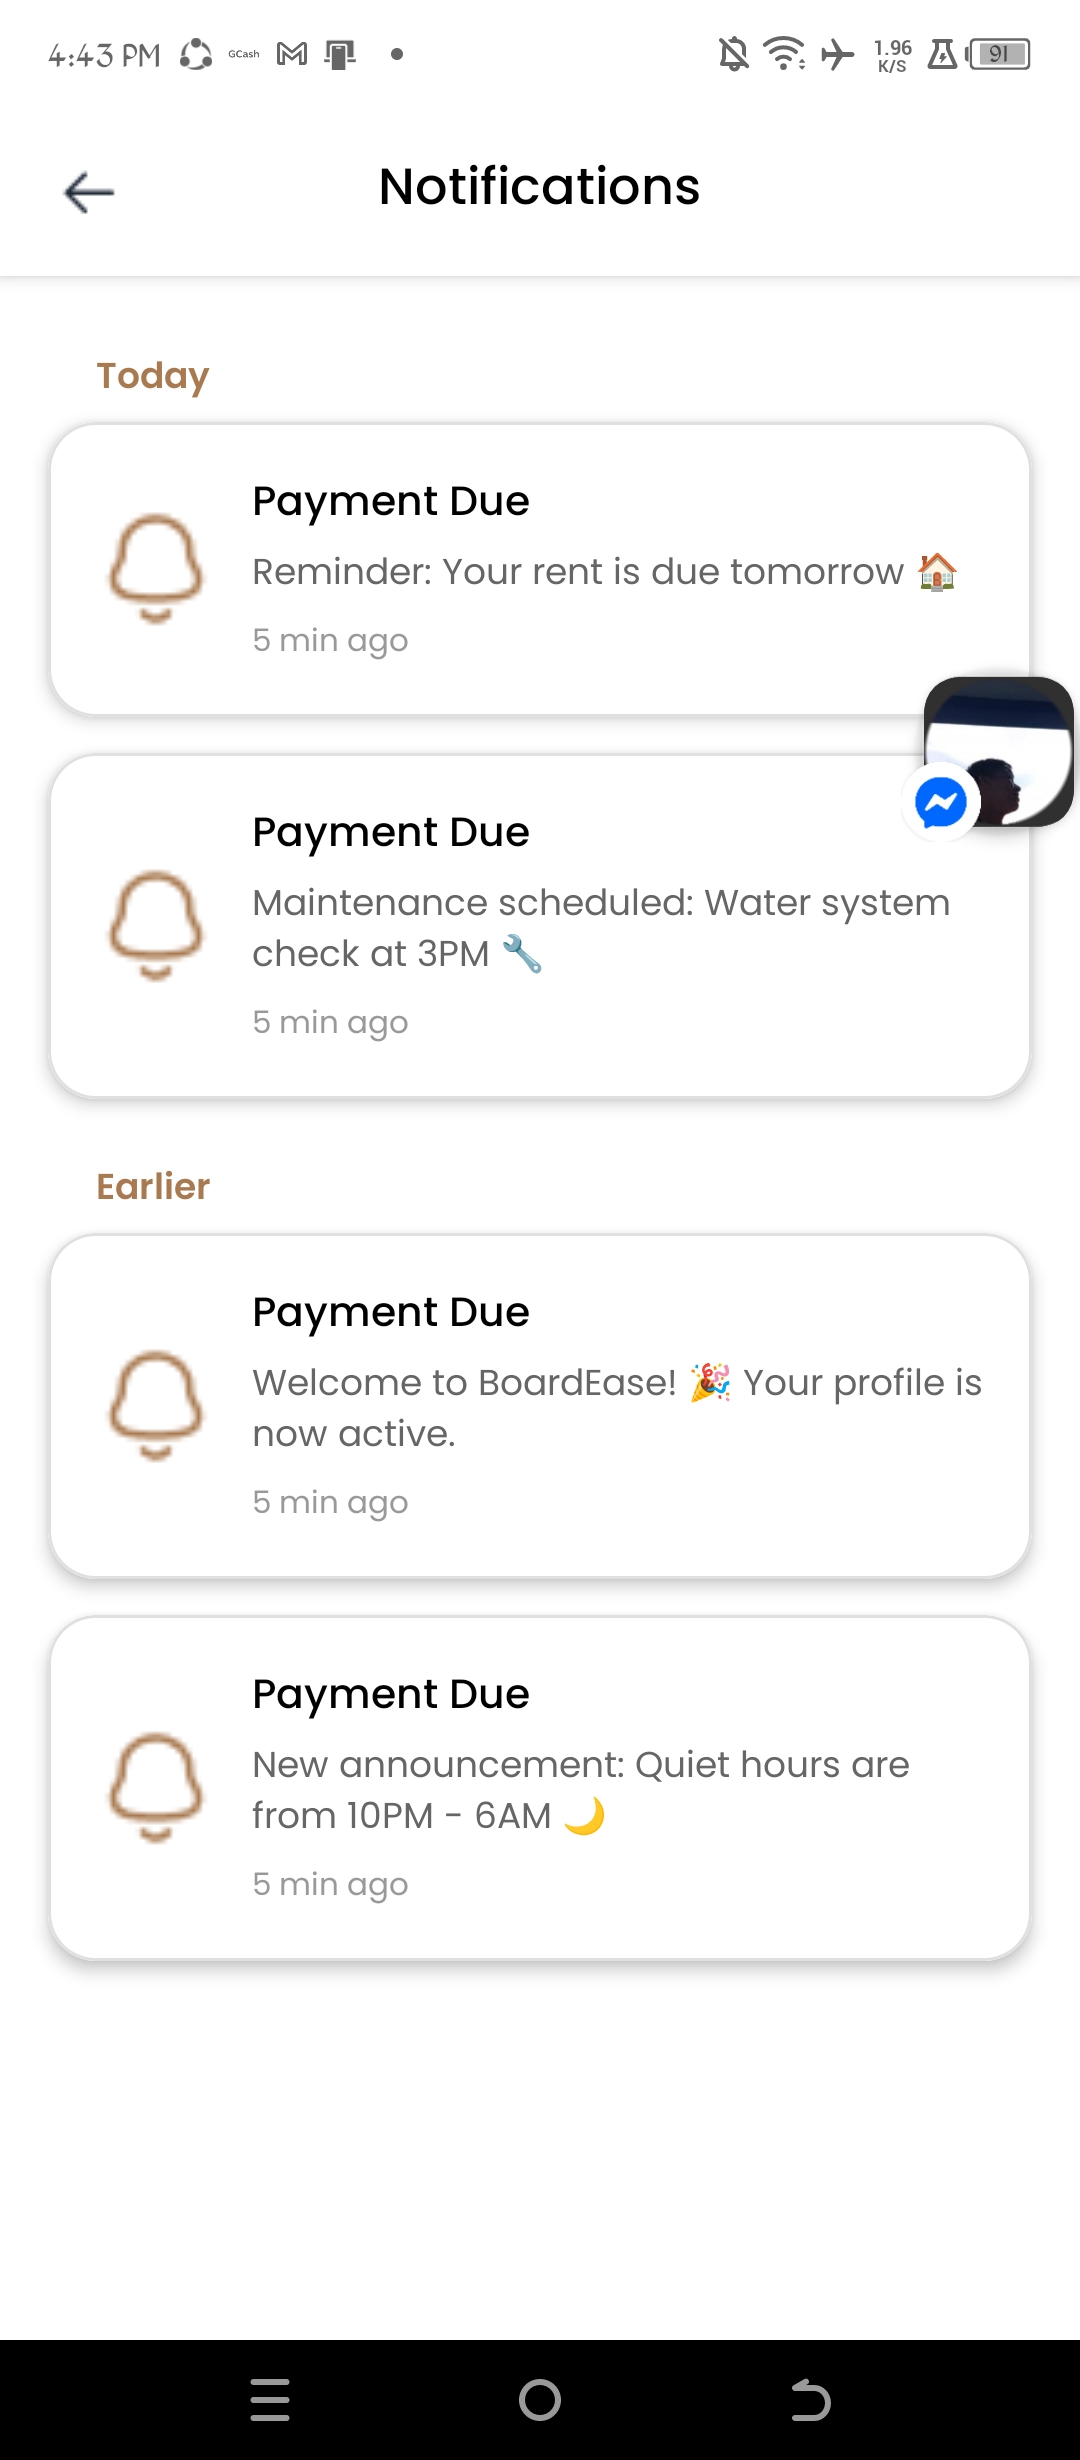 4:43 PM GCash 1.96 K/S 91
Notifications
Today
Payment Due
Reminder: Your rent is due tomorrow 🏠
5 min ago
Payment Due
Maintenance scheduled: Water system
check at 3PM 🔧
5 min ago
Earlier
Payment Due
Welcome to BoardEase! 🎉 Your profile is
now active.
5 min ago
Payment Due
New announcement: Quiet hours are
from 10PM - 6AM 🌙
5 min ago